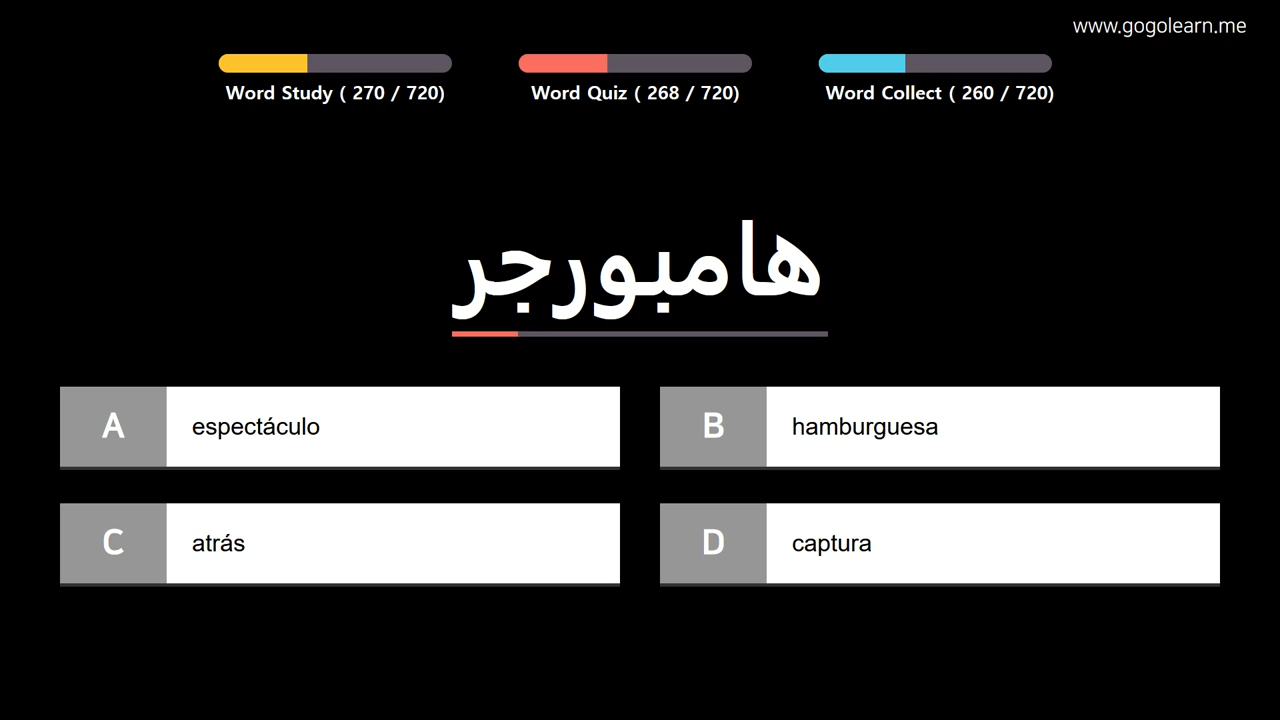 www.gogolearn.me
Word Study ( 270 / 720)
Word Quiz ( 268 / 720)
Word Collect ( 260 / 720)
هامبورجر
A espectáculo
B hamburguesa
C atrás
D captura